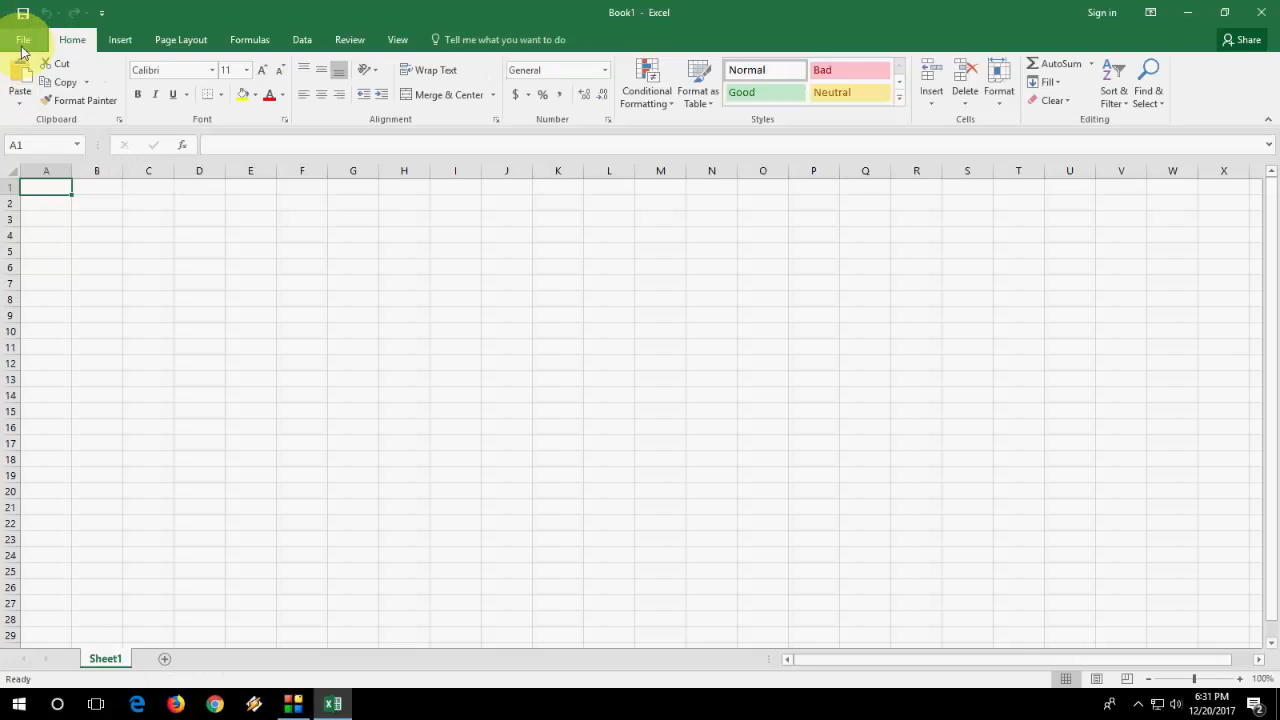 Book1 - Excel
Sign in
File Home Insert Page Layout Formulas Data Review View Tell me what you want to do
Share
Paste
Cut
Copy
Format Painter
Clipboard
Calibri 11
B I U
A
Font
Wrap Text
Merge & Center
Alignment
General
$ % ,
Number
Conditional Formatting
Format as Table
Normal Bad
Good Neutral
Styles
Insert Delete Format
Cells
AutoSum
Fill
Clear
Sort & Filter
Find & Select
Editing
A1
fx
A B C D E F G H I J K L M N O P Q R S T U V W X
1
2
3
4
5
6
7
8
9
10
11
12
13
14
15
16
17
18
19
20
21
22
23
24
25
26
27
28
29
Sheet1
Ready
100%
6:31 PM
12/20/2017
2